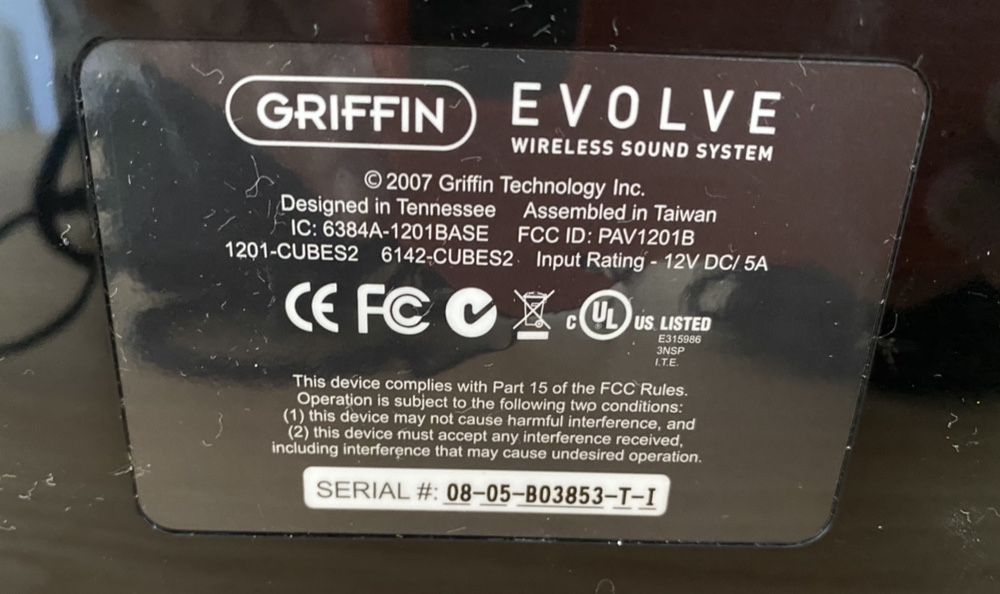 GRIFFIN EVOLVE
WIRELESS SOUND SYSTEM
© 2007 Griffin Technology Inc.
Designed in Tennessee Assembled in Taiwan
IC: 6384A-1201BASE FCC ID: PAV1201B
1201-CUBES2 6142-CUBES2 Input Rating - 12V DC/ 5A
CE FC C UL US LISTED
E315986
3NSP
I.T.E.
This device complies with Part 15 of the FCC Rules.
Operation is subject to the following two conditions:
(1) this device may not cause harmful interference, and
(2) this device must accept any interference received,
including interference that may cause undesired operation.
SERIAL #: 08-05-B03853-T-I